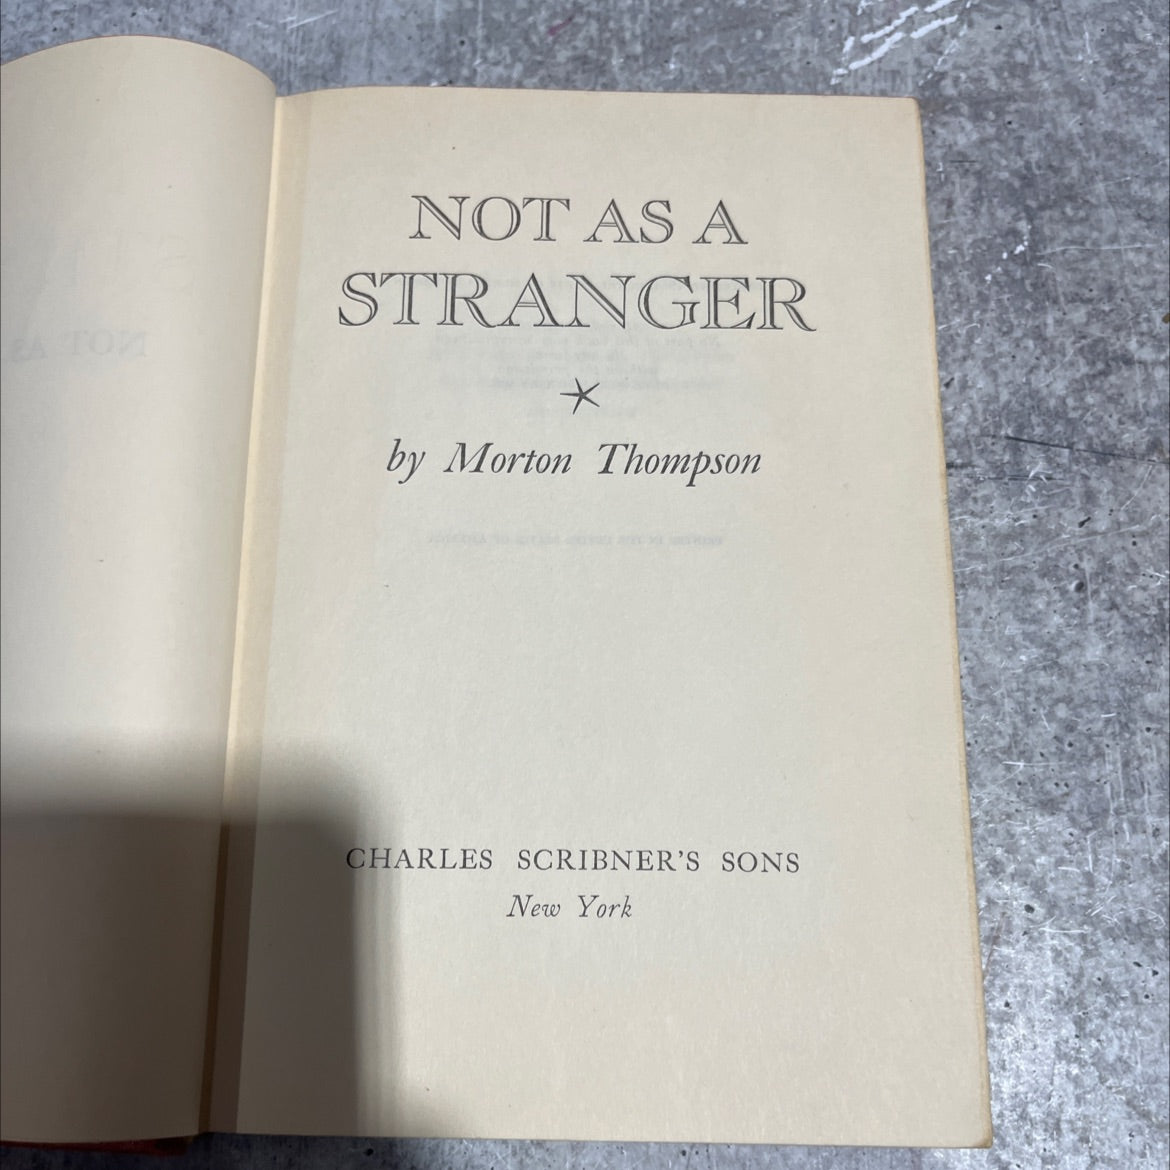 NOT AS A
STRANGER
by Morton Thompson
CHARLES SCRIBNER'S SONS
New York